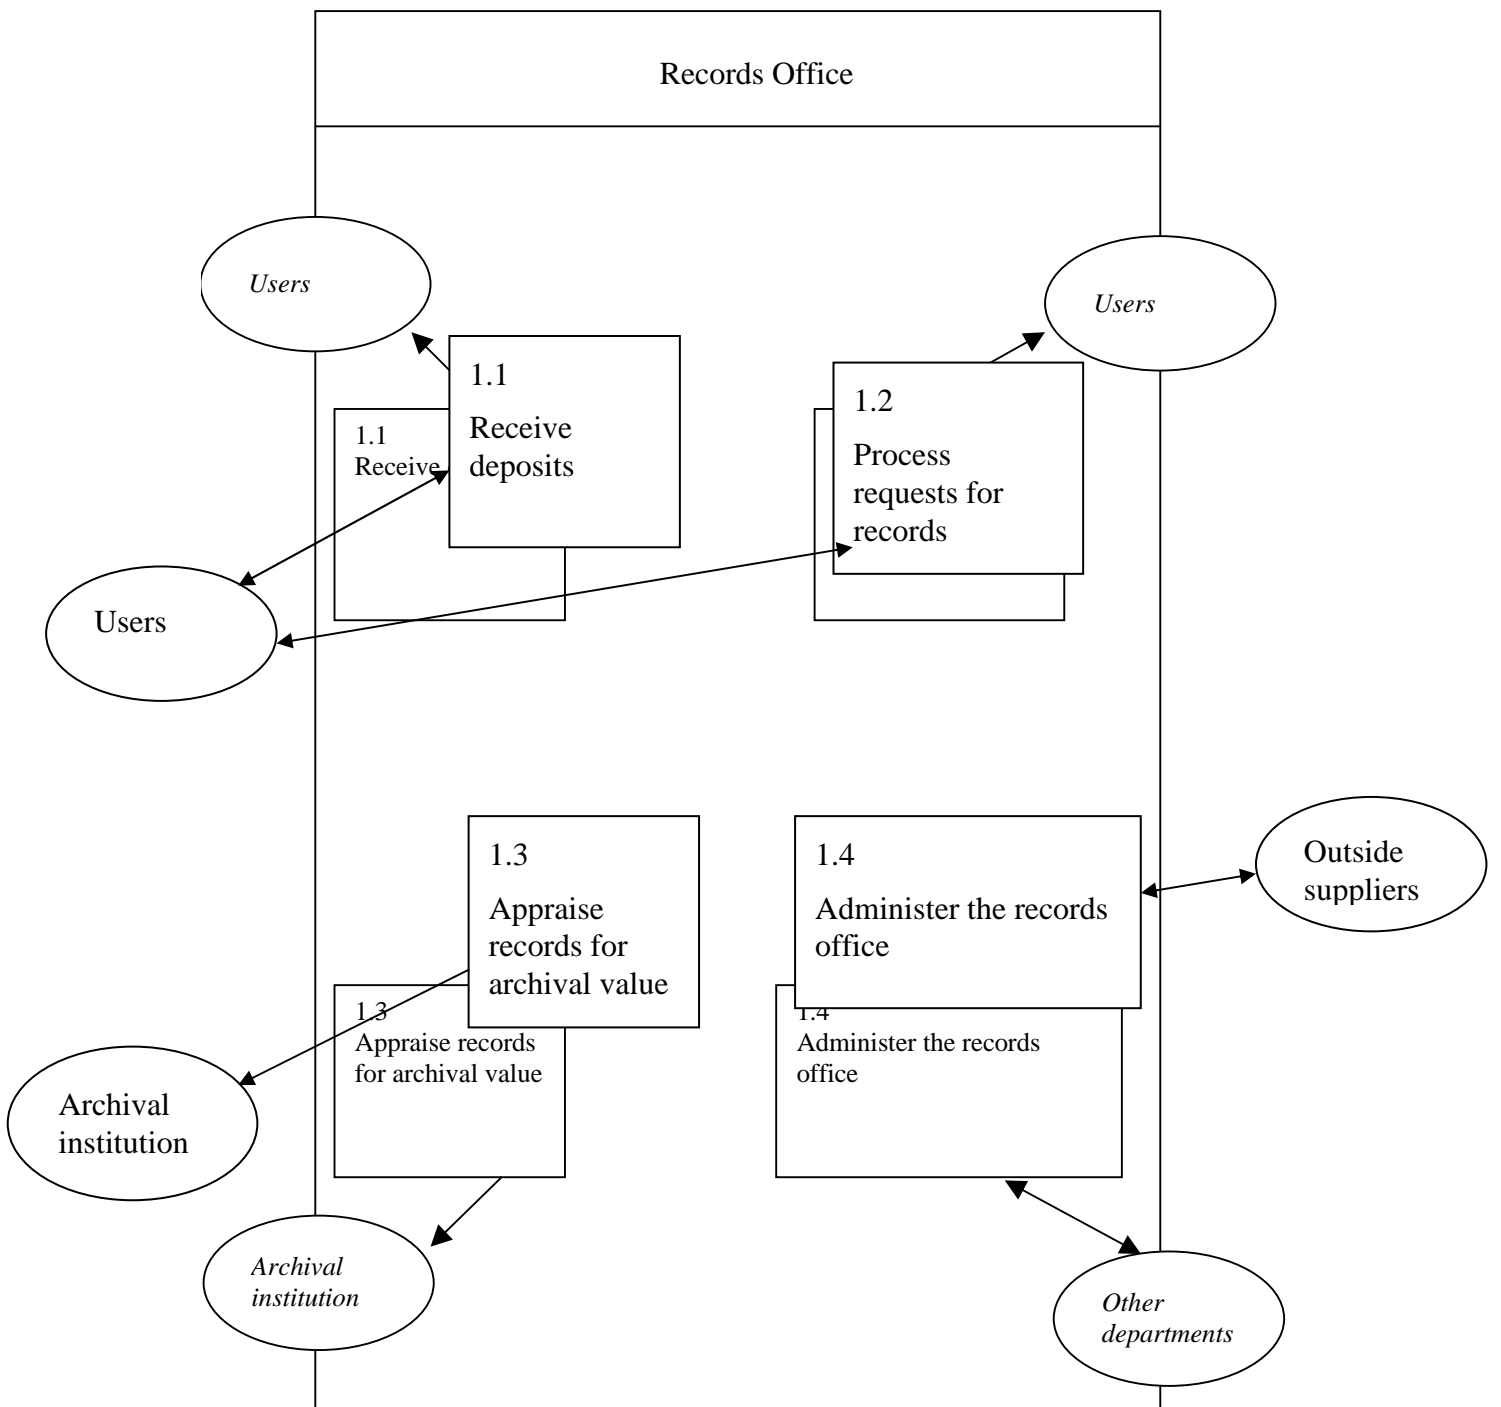 Records Office
Users
Users
1.1
Receive
deposits
1.2
Process
requests for
records
1.1
Receive
Users
1.3
Appraise
records for
archival value
1.4
Administer the records
office
Outside
suppliers
1.3
Appraise records
for archival value
1.4
Administer the records
office
Archival
institution
Archival
institution
Other
departments